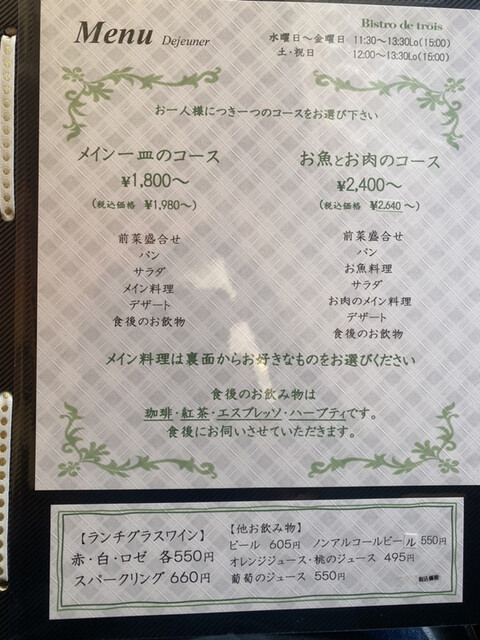 Menu Dejeuner
Bistro de trois
水曜日～金曜日 11:30～13:30Lo(15:00)
土・祝日 12:00～13:30Lo(15:00)
お一人様につき一つのコースをお選び下さい
メイン一皿のコース
¥1,800～
(税込価格 ¥1,980～)
前菜盛合せ
パン
サラダ
メイン料理
デザート
食後のお飲物
お魚とお肉のコース
¥2,400～
(税込価格 ¥2,640～)
前菜盛合せ
パン
お魚料理
サラダ
お肉のメイン料理
デザート
食後のお飲物
メイン料理は裏面からお好きなものをお選びください
食後のお飲み物は
珈琲・紅茶・エスプレッソ・ハーブティです。
食後にお伺いさせていただきます。
【ランチグラスワイン】
赤・白・ロゼ 各550円
スパークリング 660円
【他お飲み物】
ビール 605円 ノンアルコールビール 550円
オレンジジュース・桃のジュース 495円
葡萄のジュース 550円
税込価格